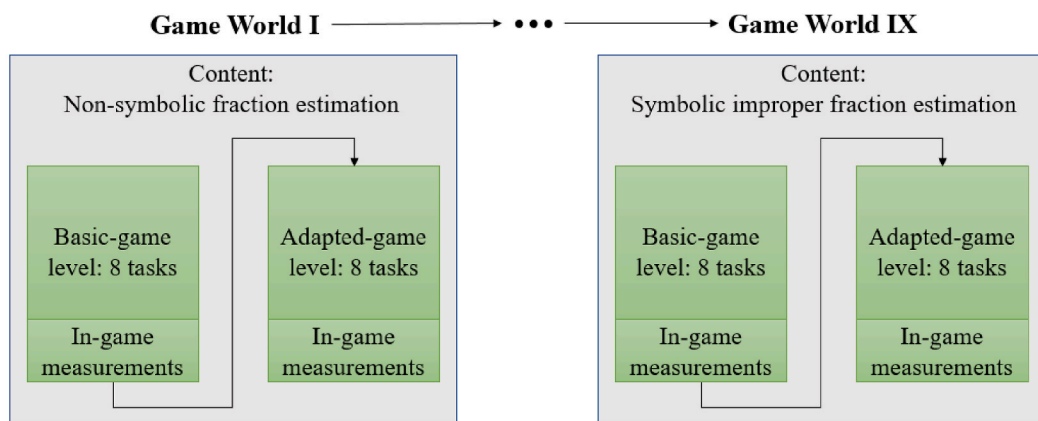 Game World I ••• Game World IX
Content:
Non-symbolic fraction estimation
Basic-game
level: 8 tasks
In-game
measurements
Adapted-game
level: 8 tasks
In-game
measurements
Content:
Symbolic improper fraction estimation
Basic-game
level: 8 tasks
In-game
measurements
Adapted-game
level: 8 tasks
In-game
measurements